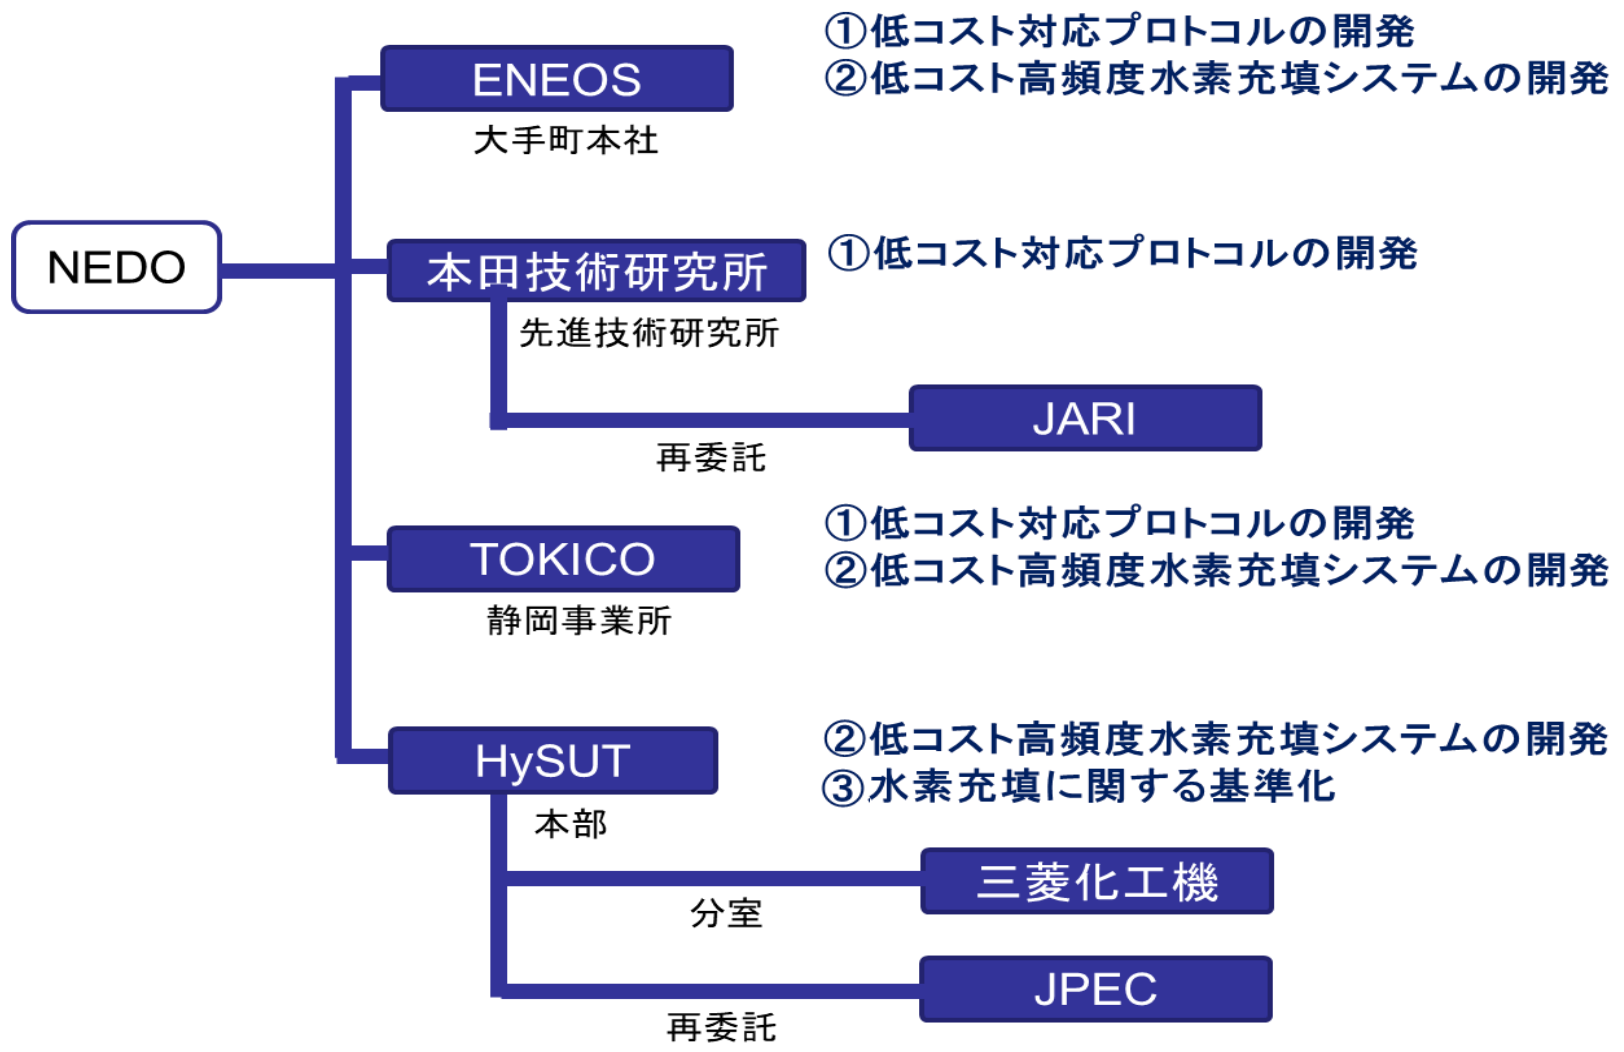 ①低コスト対応プロトコルの開発
②低コスト高頻度水素充填システムの開発
ENEOS
大手町本社
NEDO
本田技術研究所
①低コスト対応プロトコルの開発
先進技術研究所
JARI
再委託
①低コスト対応プロトコルの開発
②低コスト高頻度水素充填システムの開発
TOKICO
静岡事業所
②低コスト高頻度水素充填システムの開発
③水素充填に関する基準化
HySUT
本部
三菱化工機
分室
JPEC
再委託